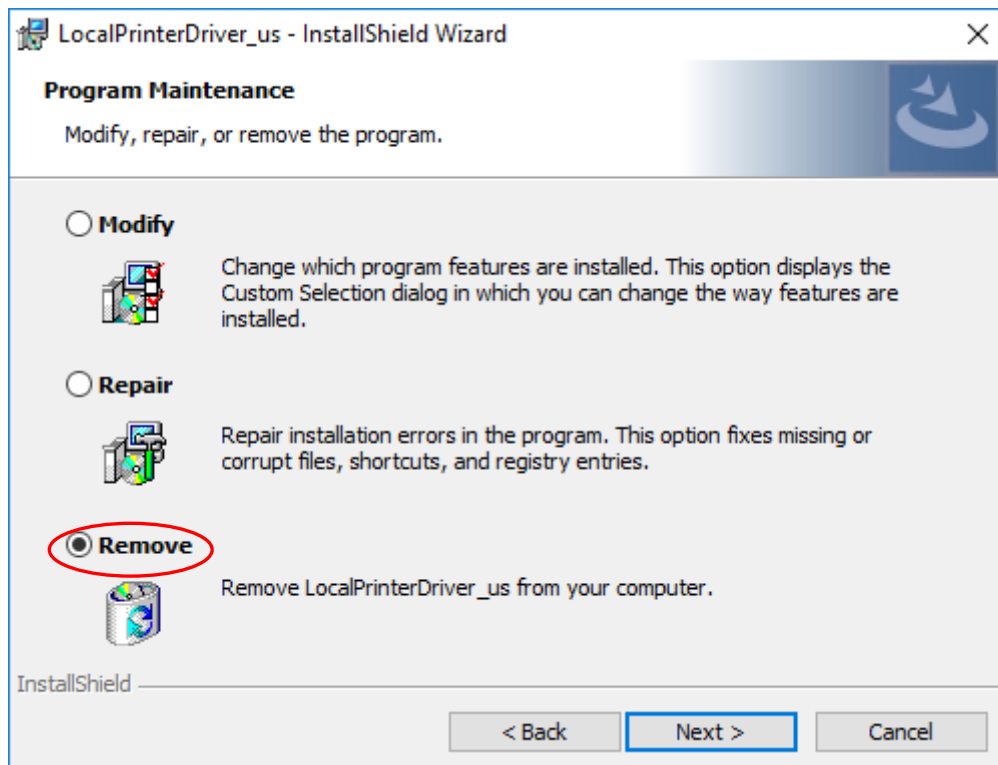 LocalPrinterDriver_us - InstallShield Wizard
Program Maintenance
Modify, repair, or remove the program.
Modify
Change which program features are installed. This option displays the
Custom Selection dialog in which you can change the way features are
installed.
Repair
Repair installation errors in the program. This option fixes missing or
corrupt files, shortcuts, and registry entries.
Remove
Remove LocalPrinterDriver_us from your computer.
InstallShield
< Back Next > Cancel